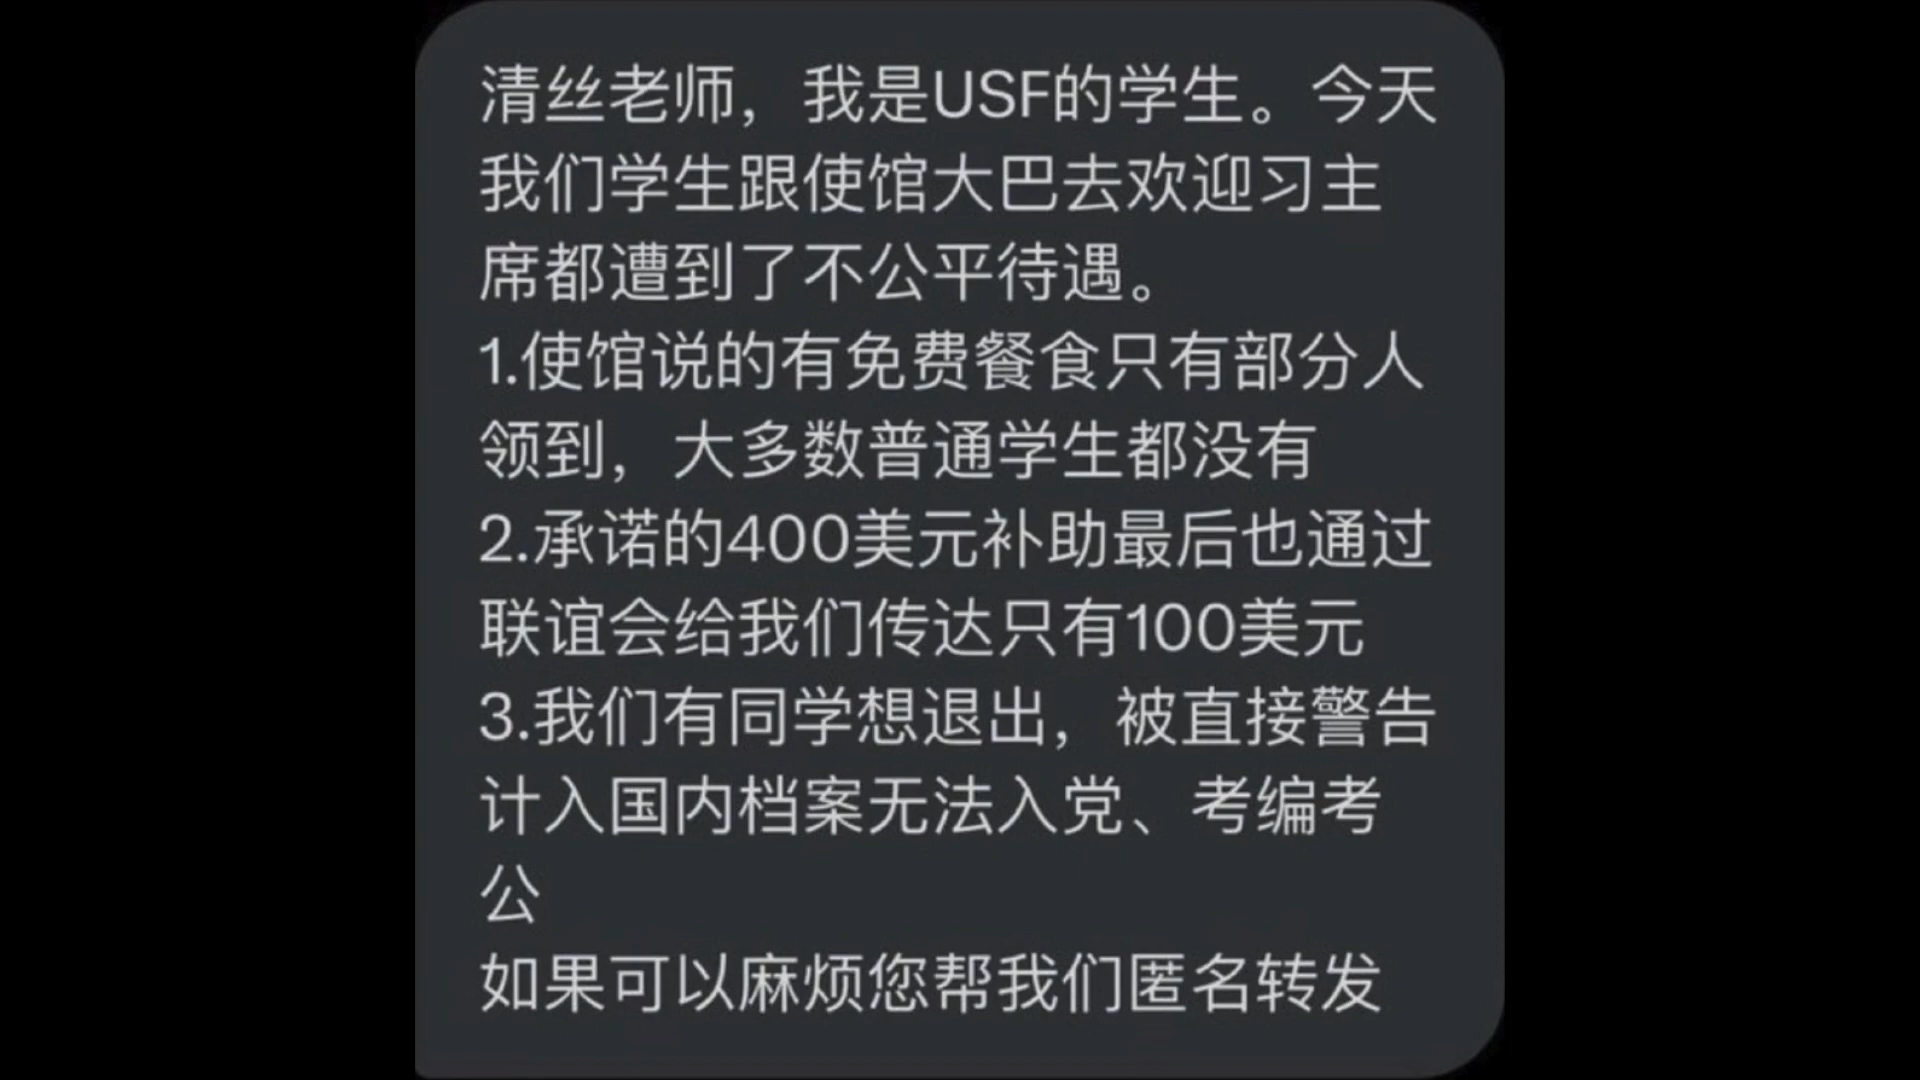 清丝老师，我是USF的学生。今天
我们学生跟使馆大巴去欢迎习主
席都遭到了不公平待遇。
1.使馆说的有免费餐食只有部分人
领到，大多数普通学生都没有
2.承诺的400美元补助最后也通过
联谊会给我们传达只有100美元
3.我们有同学想退出，被直接警告
计入国内档案无法入党、考编考
公
如果可以麻烦您帮我们匿名转发